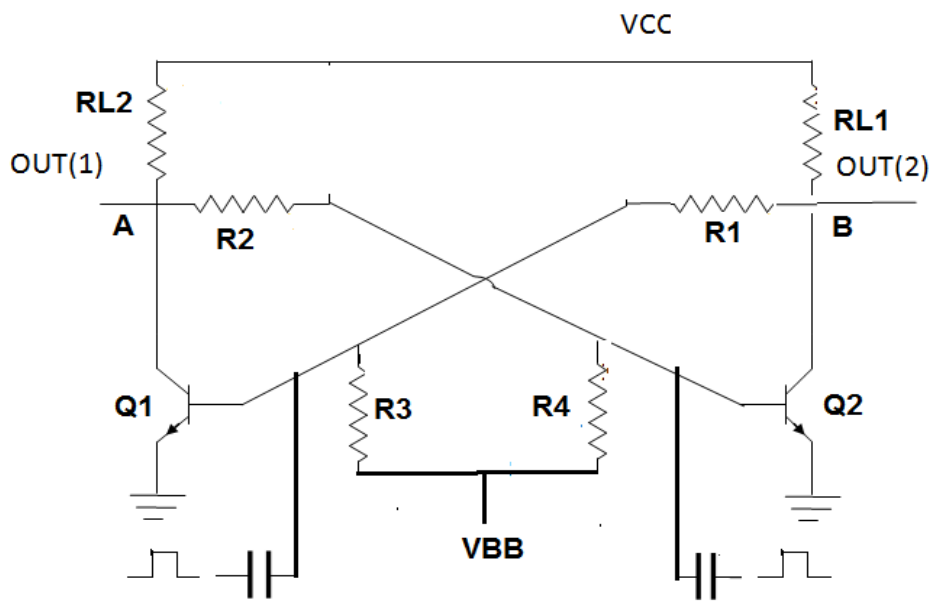 VCC
RL2
RL1
OUT(1)
OUT(2)
A
R2
R1
B
Q1
R3
R4
Q2
VBB